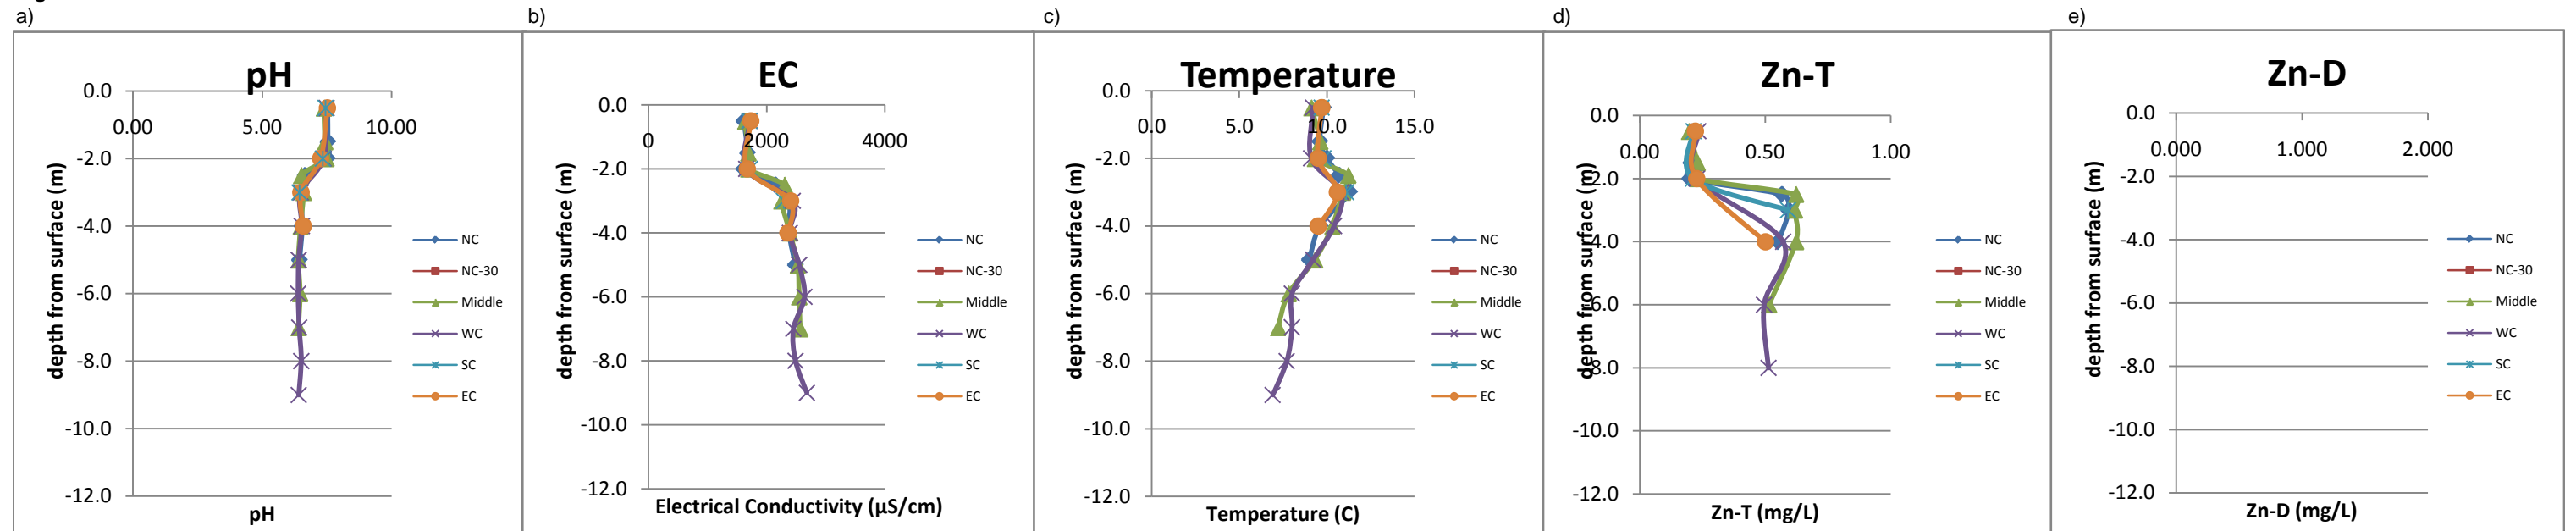 a)
b)
c)
d)
e)
pH
0.0
0.00
5.00
10.00
-2.0
-4.0
-6.0
-8.0
-10.0
-12.0
depth from surface (m)
pH
NC
NC-30
Middle
WC
SC
EC
EC
0.0
0
2000
4000
-2.0
-4.0
-6.0
-8.0
-10.0
-12.0
depth from surface (m)
Electrical Conductivity (µS/cm)
NC
NC-30
Middle
WC
SC
EC
Temperature
0.0
0.0
5.0
10.0
15.0
-2.0
-4.0
-6.0
-8.0
-10.0
-12.0
depth from surface (m)
Temperature (C)
NC
NC-30
Middle
WC
SC
EC
Zn-T
0.0
0.00
0.50
1.00
-2.0
-4.0
-6.0
-8.0
-10.0
-12.0
depth from surface (m)
Zn-T (mg/L)
NC
NC-30
Middle
WC
SC
EC
Zn-D
0.0
0.000
1.000
2.000
-2.0
-4.0
-6.0
-8.0
-10.0
-12.0
depth from surface (m)
Zn-D (mg/L)
NC
NC-30
Middle
WC
SC
EC